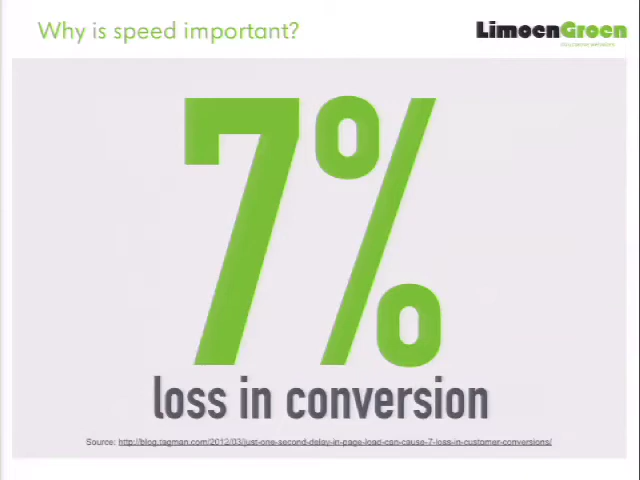 Why is speed important?
LimoenGroen
7%
loss in conversion
Source: http://blog.tagman.com/2012/03/just-one-second-delay-in-page-load-can-cause-7-loss-in-customer-conversions/